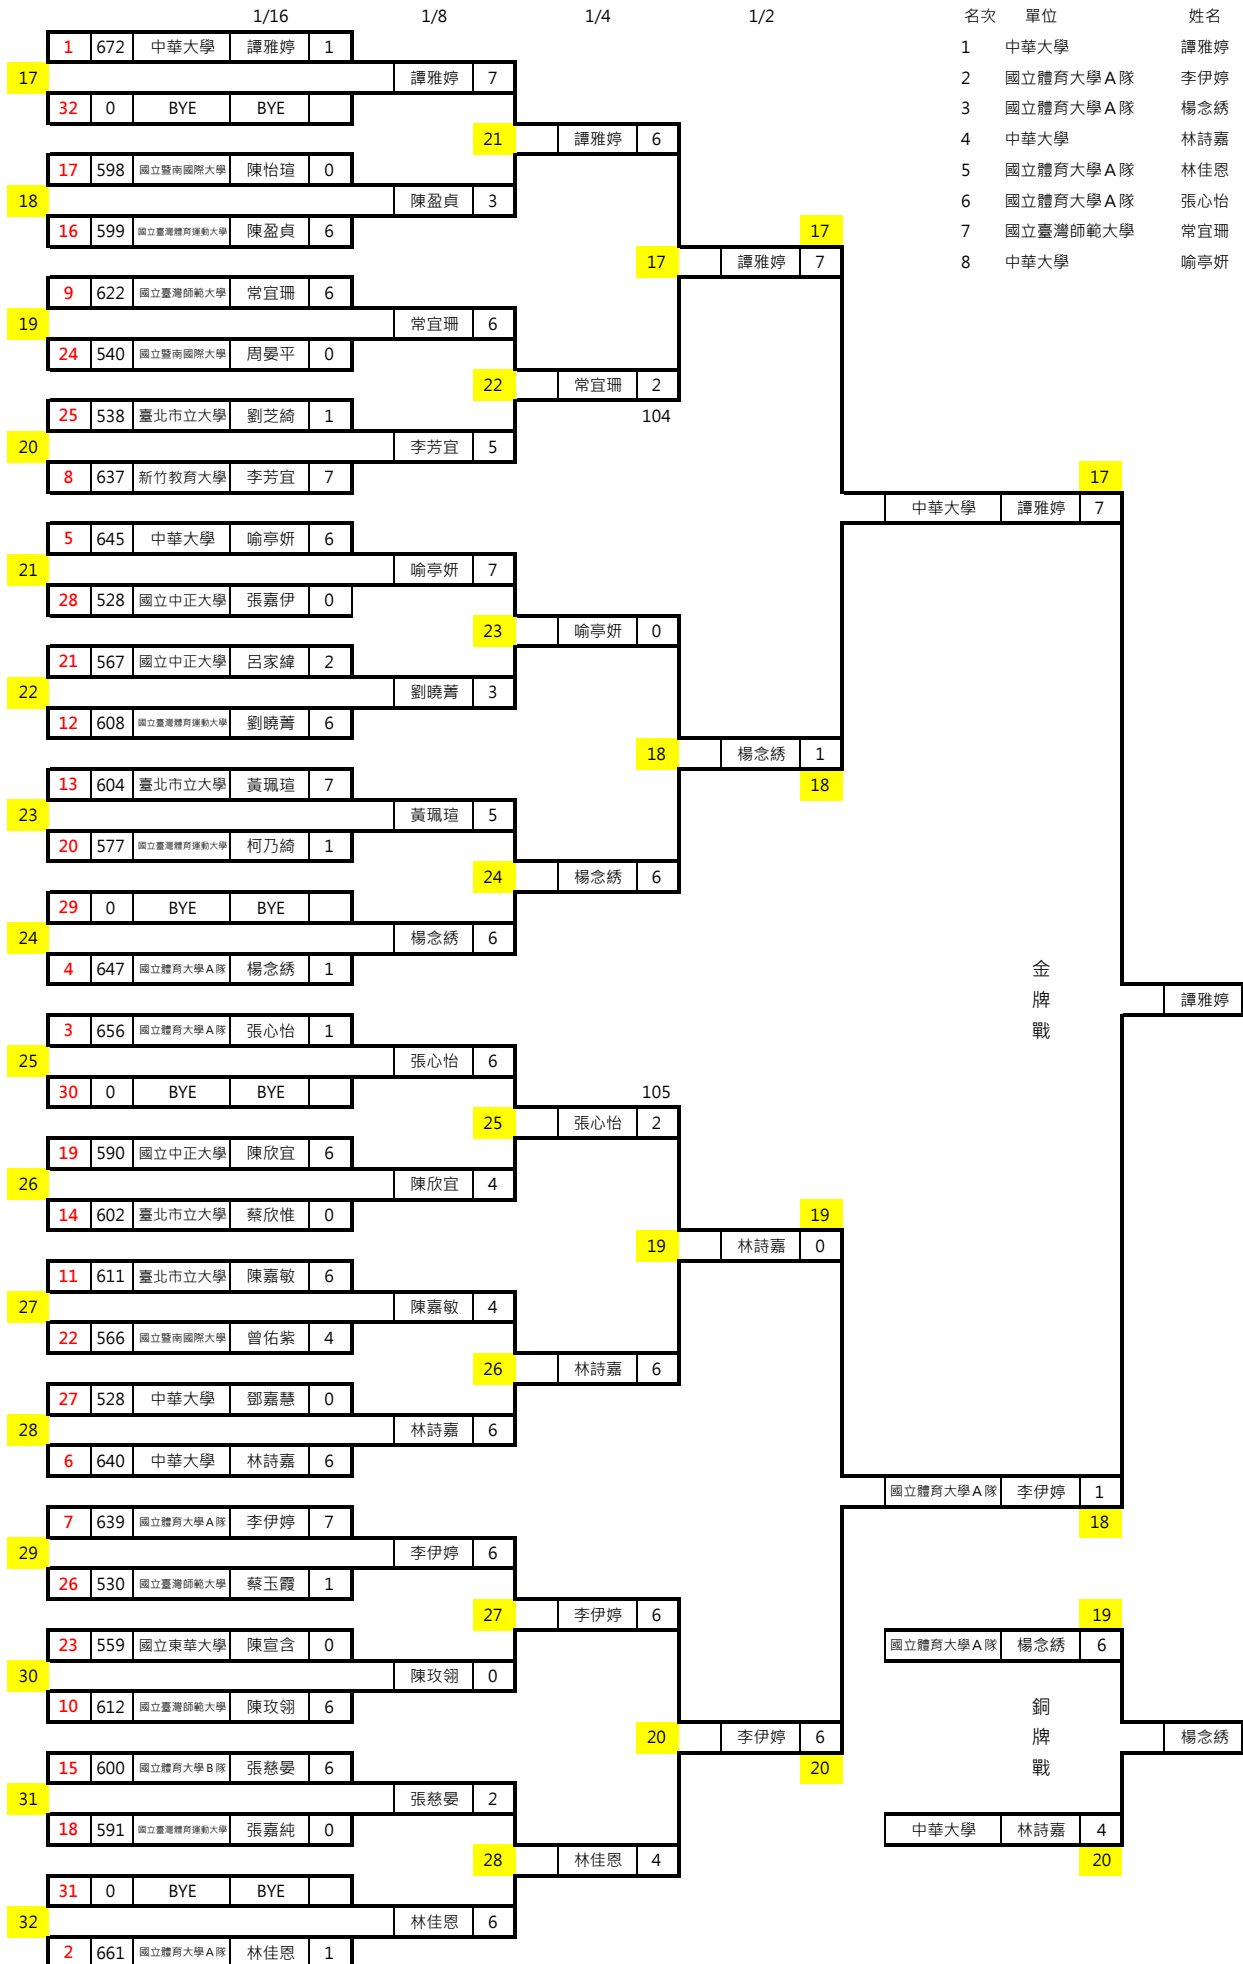 1/16 1/8 1/4 1/2 名次 單位 姓名
1 672 中華大學 譚雅婷 1 1 中華大學 譚雅婷
17 譚雅婷 7 2 國立體育大學A隊 李伊婷
32 0 BYE BYE 3 國立體育大學A隊 楊念綉
21 譚雅婷 6 4 中華大學 林詩嘉
17 598 國立暨南國際大學 陳怡瑄 0 5 國立體育大學A隊 林佳恩
18 陳盈貞 3 6 國立體育大學A隊 張心怡
16 599 國立臺灣體育運動大學 陳盈貞 6 17 7 國立臺灣師範大學 常宜珊
17 譚雅婷 7 8 中華大學 喻亭妍
9 622 國立臺灣師範大學 常宜珊 6
19 常宜珊 6
24 540 國立暨南國際大學 周晏平 0
22 常宜珊 2
25 538 臺北市立大學 劉芝綺 1 104
20 李芳宜 5
8 637 新竹教育大學 李芳宜 7 17
中華大學 譚雅婷 7
5 645 中華大學 喻亭妍 6
21 喻亭妍 7
28 528 國立中正大學 張嘉伊 0
23 喻亭妍 0
21 567 國立中正大學 呂家緯 2
22 劉曉菁 3
12 608 國立臺灣體育運動大學 劉曉菁 6
18 楊念綉 1
13 604 臺北市立大學 黃珮瑄 7 18
23 黃珮瑄 5
20 577 國立臺灣體育運動大學 柯乃綺 1
24 楊念綉 6
29 0 BYE BYE
24 楊念綉 6
4 647 國立體育大學A隊 楊念綉 1 金
牌 譚雅婷
3 656 國立體育大學A隊 張心怡 1 戰
25 張心怡 6
30 0 BYE BYE 105
25 張心怡 2
19 590 國立中正大學 陳欣宜 6
26 陳欣宜 4
14 602 臺北市立大學 蔡欣惟 0 19
19 林詩嘉 0
11 611 臺北市立大學 陳嘉敏 6
27 陳嘉敏 4
22 566 國立暨南國際大學 曾佑紫 4
26 林詩嘉 6
27 528 中華大學 鄧嘉慧 0
28 林詩嘉 6
6 640 中華大學 林詩嘉 6
國立體育大學A隊 李伊婷 1
7 639 國立體育大學A隊 李伊婷 7 18
29 李伊婷 6
26 530 國立臺灣師範大學 蔡玉霞 1
27 李伊婷 6 19
23 559 國立東華大學 陳宣含 0 國立體育大學A隊 楊念綉 6
30 陳玫翎 0
10 612 國立臺灣師範大學 陳玫翎 6 銅
20 李伊婷 6 牌 楊念綉
15 600 國立體育大學B隊 張慈晏 6 20 戰
31 張慈晏 2
18 591 國立臺灣體育運動大學 張嘉純 0 中華大學 林詩嘉 4
28 林佳恩 4 20
31 0 BYE BYE
32 林佳恩 6
2 661 國立體育大學A隊 林佳恩 1